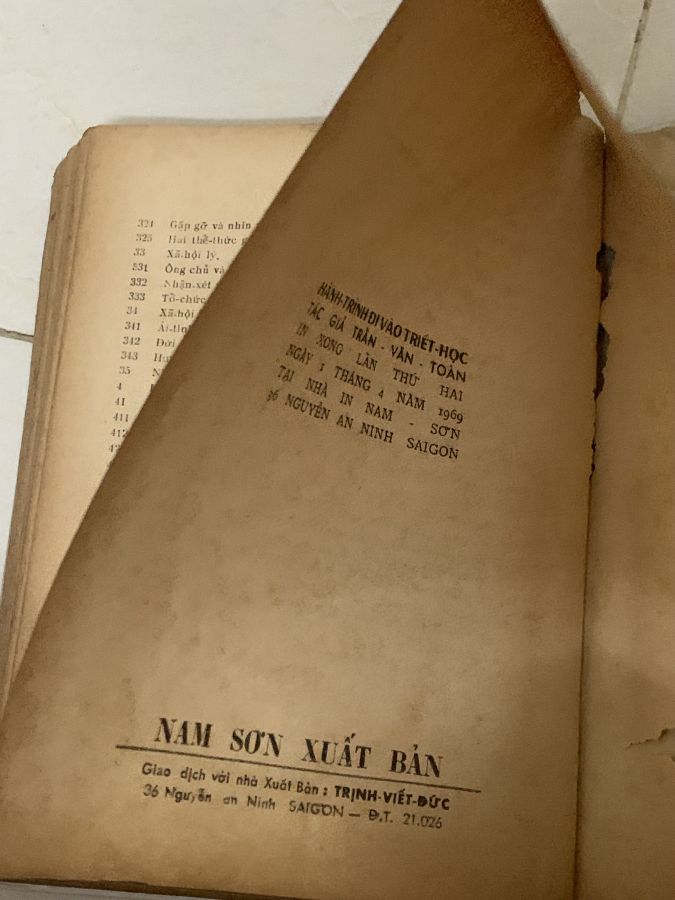 324 Gặp gỡ và nhìn
325 Hai thể-thức
33 Xã-hội lý.
331 Ông chủ và
332 Nhận-xét
333 Tổ-chức
34 Xã-hội
341 Ái-tình
342 Đời
343
35
4
41
411
412
HÀNH-TRÌNH ĐI VÀO TRIẾT-HỌC
TÁC GIẢ TRẦN - VĂN - TOÀN
IN XONG LẦN THỨ HAI
NGÀY 1 THÁNG 4 NĂM 1969
TẠI NHÀ IN NAM - SƠN
36 NGUYỄN AN NINH SAIGON
NAM SƠN XUẤT BẢN
Giao dịch với nhà Xuất Bản : TRỊNH-VIẾT-ĐỨC
36 Nguyễn an Ninh SAIGON — Đ.T. 21.026